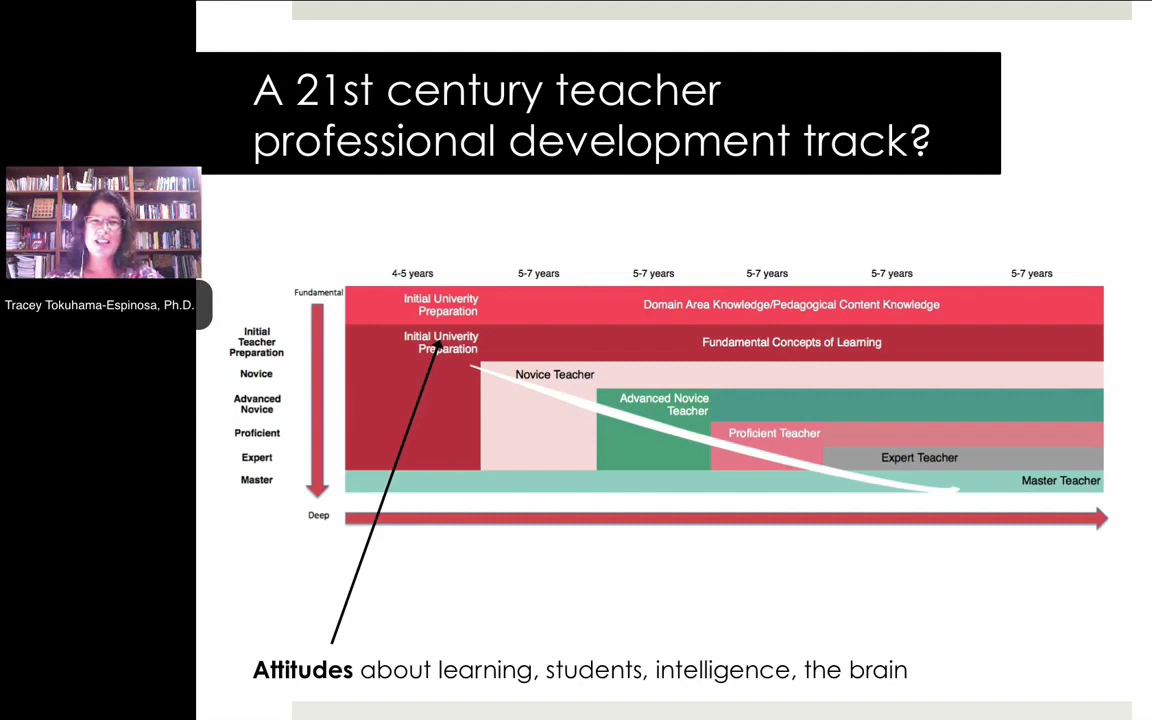 A 21st century teacher
professional development track?
Tracey Tokuhama-Espinosa, Ph.D.
4-5 years
5-7 years
5-7 years
5-7 years
5-7 years
5-7 years
Fundamental
Initial Univerity
Preparation
Domain Area Knowledge/Pedagogical Content Knowledge
Initial
Teacher
Preparation
Initial Univerity
Preparation
Fundamental Concepts of Learning
Novice
Novice Teacher
Advanced
Novice
Advanced Novice
Teacher
Proficient
Proficient Teacher
Expert
Expert Teacher
Master
Master Teacher
Deep
Attitudes about learning, students, intelligence, the brain